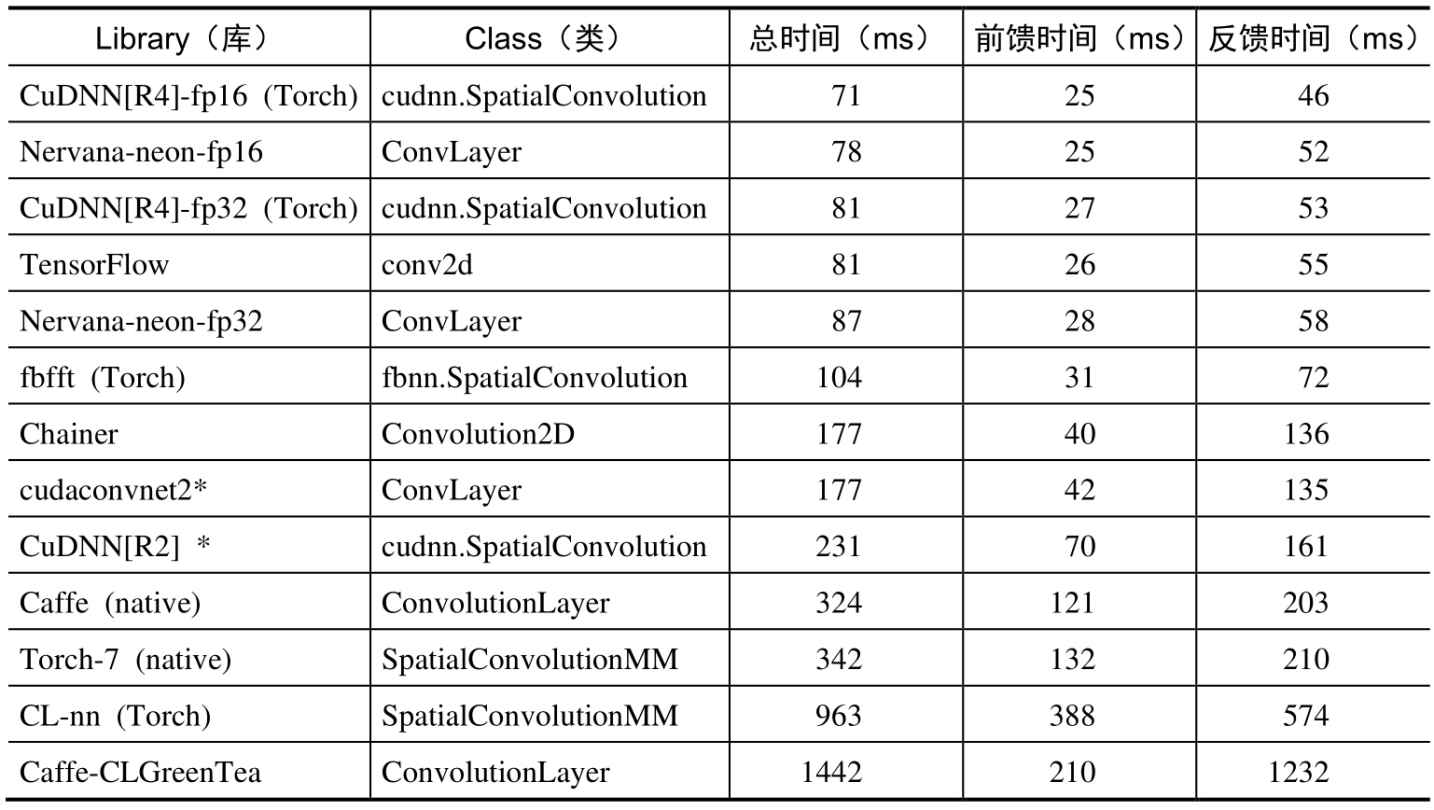 Library（库） Class（类） 总时间（ms） 前馈时间（ms） 反馈时间（ms）
CuDNN[R4]-fp16 (Torch) cudnn.SpatialConvolution 71 25 46
Nervana-neon-fp16 ConvLayer 78 25 52
CuDNN[R4]-fp32 (Torch) cudnn.SpatialConvolution 81 27 53
TensorFlow conv2d 81 26 55
Nervana-neon-fp32 ConvLayer 87 28 58
fbfft (Torch) fbnn.SpatialConvolution 104 31 72
Chainer Convolution2D 177 40 136
cudaconvnet2* ConvLayer 177 42 135
CuDNN[R2] * cudnn.SpatialConvolution 231 70 161
Caffe (native) ConvolutionLayer 324 121 203
Torch-7 (native) SpatialConvolutionMM 342 132 210
CL-nn (Torch) SpatialConvolutionMM 963 388 574
Caffe-CLGreenTea ConvolutionLayer 1442 210 1232